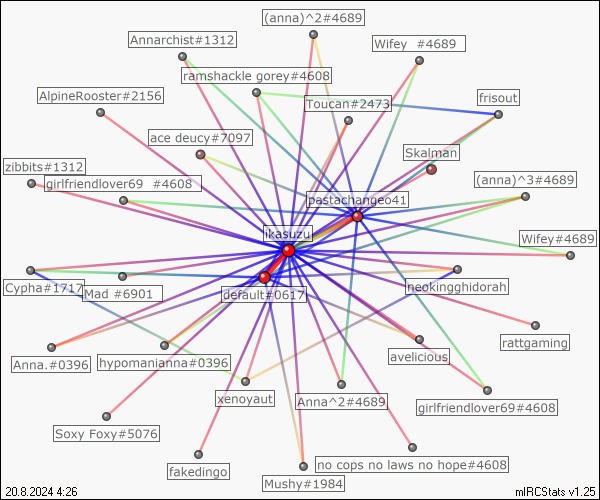 (anna)^2#4689
Annarchist#1312
Wifey   #4689
ramshackle gorey#4608
AlpineRooster#2156
Toucan#2473
frisout
ace deucy#7097
Skalman
zibbits#1312
girlfriendlover69   #4608
(anna)^3#4689
pastachangeo41
ikasuzu
Wifey#4689
Cypha#1717
Mad #6901
default#0617
neokingghidorah
rattgaming
Anna.#0396
hypomanianna#0396
avelicious
xenoyaut
Anna^2#4689
girlfriendlover69#4608
Soxy Foxy#5076
fakedingo
no cops no laws no hope#4608
Mushy#1984
20.8.2024 4:26
mIRCStats v1.25